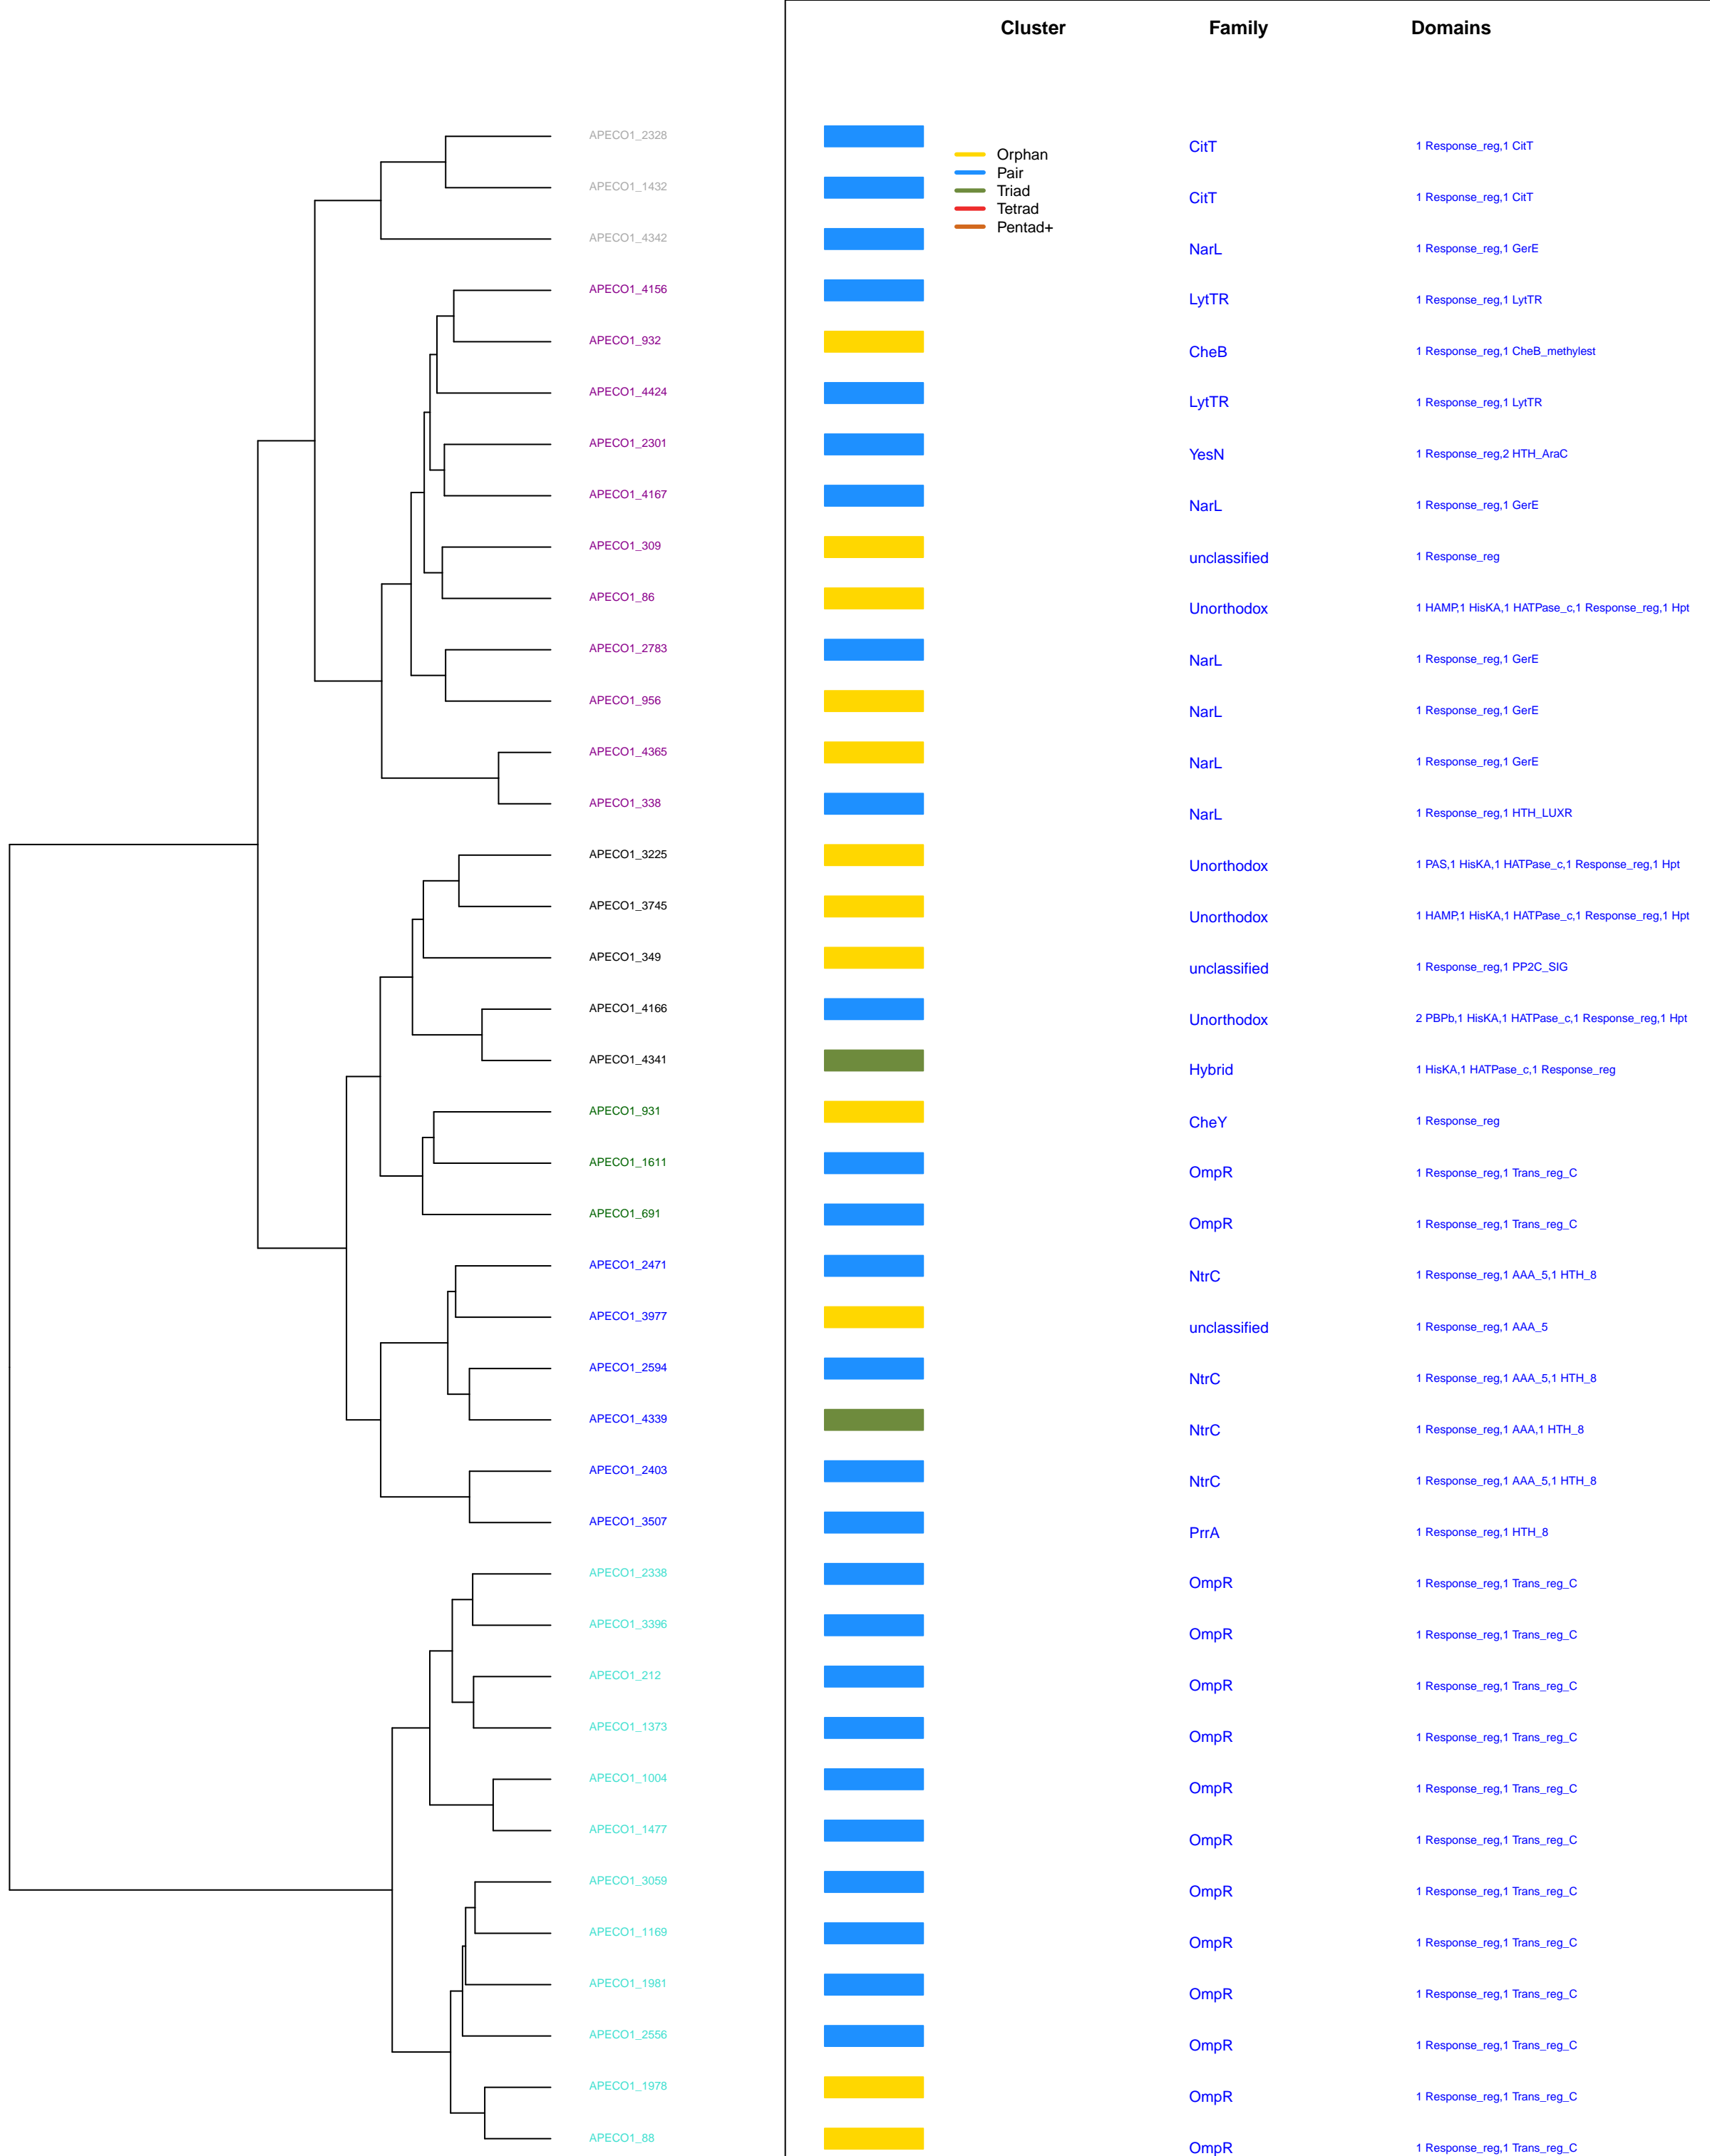 Cluster Family Domains
APECO1_2328 CitT 1 Response_reg,1 CitT
Orphan
Pair
APECO1_1432 Triad CitT 1 Response_reg,1 CitT
Tetrad
Pentad+
APECO1_4342 NarL 1 Response_reg,1 GerE
APECO1_4156 LytTR 1 Response_reg,1 LytTR
APECO1_932 CheB 1 Response_reg,1 CheB_methylest
APECO1_4424 LytTR 1 Response_reg,1 LytTR
APECO1_2301 YesN 1 Response_reg,2 HTH_AraC
APECO1_4167 NarL 1 Response_reg,1 GerE
APECO1_309 unclassified 1 Response_reg
APECO1_86 Unorthodox 1 HAMP,1 HisKA,1 HATPase_c,1 Response_reg,1 Hpt
APECO1_2783 NarL 1 Response_reg,1 GerE
APECO1_956 NarL 1 Response_reg,1 GerE
APECO1_4365 NarL 1 Response_reg,1 GerE
APECO1_338 NarL 1 Response_reg,1 HTH_LUXR
APECO1_3225 Unorthodox 1 PAS,1 HisKA,1 HATPase_c,1 Response_reg,1 Hpt
APECO1_3745 Unorthodox 1 HAMP,1 HisKA,1 HATPase_c,1 Response_reg,1 Hpt
APECO1_349 unclassified 1 Response_reg,1 PP2C_SIG
APECO1_4166 Unorthodox 2 PBPb,1 HisKA,1 HATPase_c,1 Response_reg,1 Hpt
APECO1_4341 Hybrid 1 HisKA,1 HATPase_c,1 Response_reg
APECO1_931 CheY 1 Response_reg
APECO1_1611 OmpR 1 Response_reg,1 Trans_reg_C
APECO1_691 OmpR 1 Response_reg,1 Trans_reg_C
APECO1_2471 NtrC 1 Response_reg,1 AAA_5,1 HTH_8
APECO1_3977 unclassified 1 Response_reg,1 AAA_5
APECO1_2594 NtrC 1 Response_reg,1 AAA_5,1 HTH_8
APECO1_4339 NtrC 1 Response_reg,1 AAA,1 HTH_8
APECO1_2403 NtrC 1 Response_reg,1 AAA_5,1 HTH_8
APECO1_3507 PrrA 1 Response_reg,1 HTH_8
APECO1_2338 OmpR 1 Response_reg,1 Trans_reg_C
APECO1_3396 OmpR 1 Response_reg,1 Trans_reg_C
APECO1_212 OmpR 1 Response_reg,1 Trans_reg_C
APECO1_1373 OmpR 1 Response_reg,1 Trans_reg_C
APECO1_1004 OmpR 1 Response_reg,1 Trans_reg_C
APECO1_1477 OmpR 1 Response_reg,1 Trans_reg_C
APECO1_3059 OmpR 1 Response_reg,1 Trans_reg_C
APECO1_1169 OmpR 1 Response_reg,1 Trans_reg_C
APECO1_1981 OmpR 1 Response_reg,1 Trans_reg_C
APECO1_2556 OmpR 1 Response_reg,1 Trans_reg_C
APECO1_1978 OmpR 1 Response_reg,1 Trans_reg_C
APECO1_88 OmpR 1 Response_reg,1 Trans_reg_C